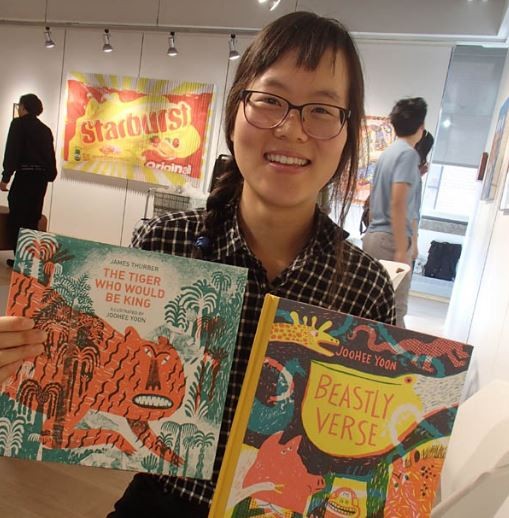 Starburst
original
JAMES THURBER
THE TIGER
WHO WOULD
BE KING
ILLUSTRATED BY
JOOHEE YOON
JOOHEE YOON
BEASTLY
VERSE